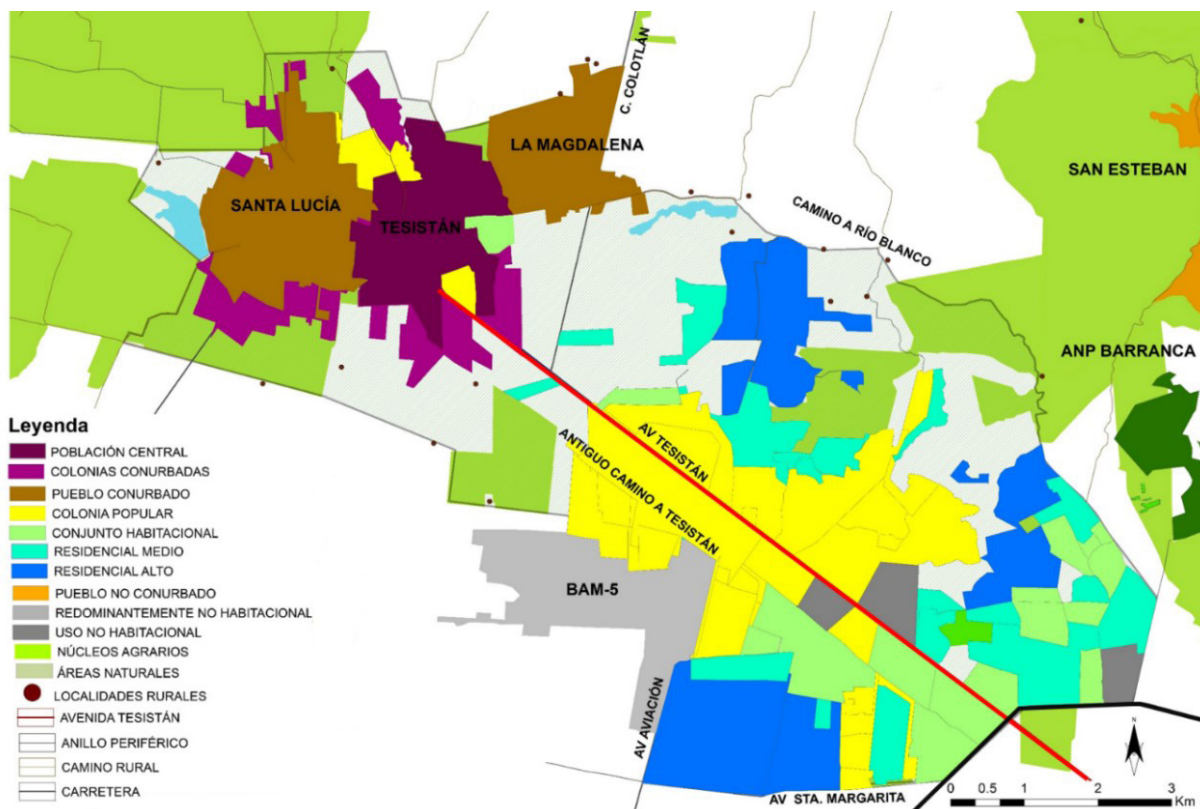 C. COLOTLÁN
LA MAGDALENA
SAN ESTEBAN
SANTA LUCÍA
TESISTÁN
CAMINO A RÍO BLANCO
ANP BARRANCA
Leyenda
POBLACIÓN CENTRAL
COLONIAS CONURBADAS
PUEBLO CONURBADO
COLONIA POPULAR
CONJUNTO HABITACIONAL
RESIDENCIAL MEDIO
RESIDENCIAL ALTO
PUEBLO NO CONURBADO
REDOMINANTEMENTE NO HABITACIONAL
USO NO HABITACIONAL
NÚCLEOS AGRARIOS
ÁREAS NATURALES
LOCALIDADES RURALES
AVENIDA TESISTÁN
ANILLO PERIFÉRICO
CAMINO RURAL
CARRETERA
AV TESISTÁN
ANTIGUO CAMINO A TESISTÁN
BAM-5
AV AVIACIÓN
AV STA. MARGARITA
N
0 0.5 1 2 3
Km